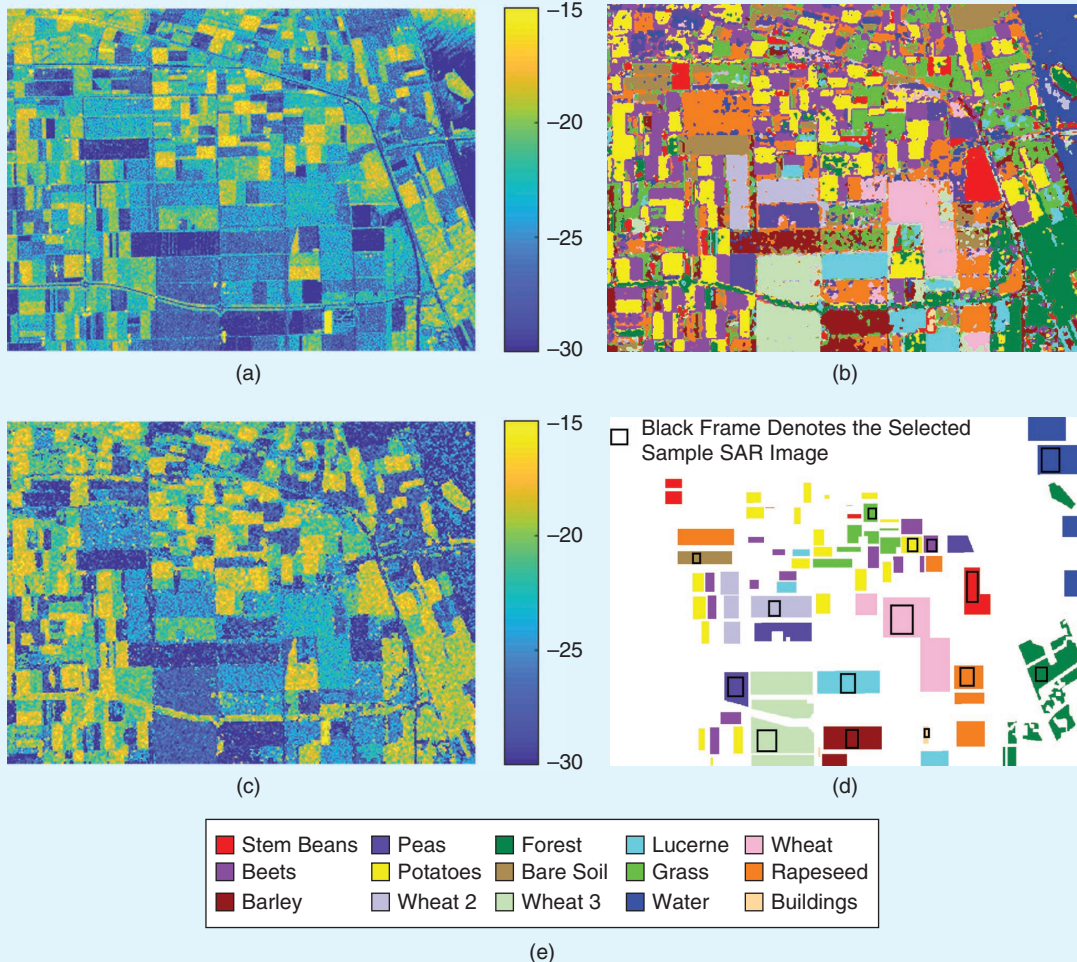 –15
–20
–25
–30
(a)
(b)
–15
–20
–25
–30
(c)
Black Frame Denotes the Selected
Sample SAR Image
(d)
Stem Beans Peas Forest Lucerne Wheat
Beets Potatoes Bare Soil Grass Rapeseed
Barley Wheat 2 Wheat 3 Water Buildings
(e)